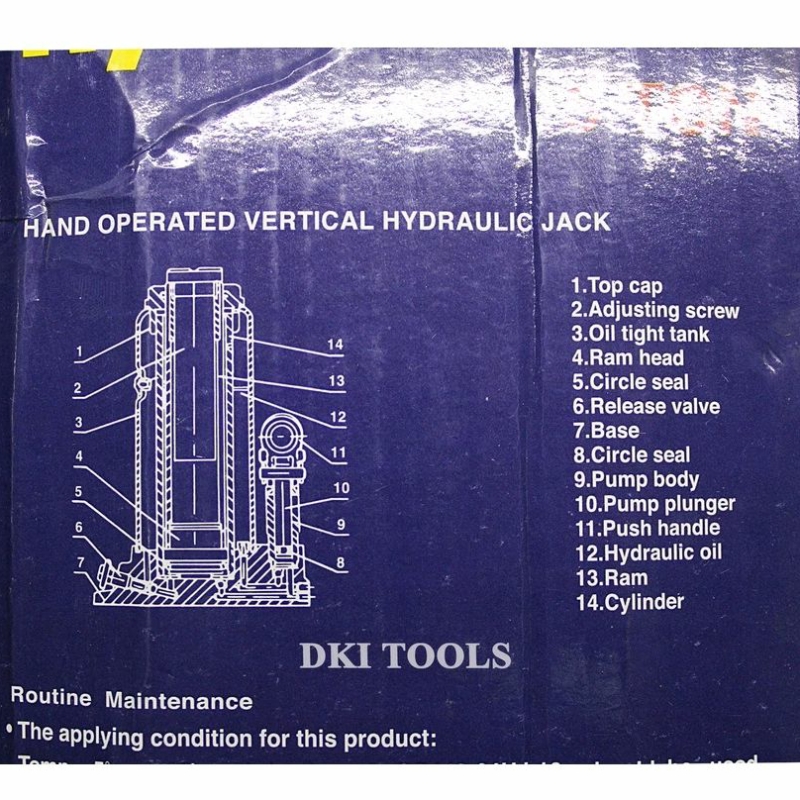 HAND OPERATED VERTICAL HYDRAULIC JACK
1
2
3
4
5
6
7
14
13
12
11
10
9
8
1.Top cap
2.Adjusting screw
3.Oil tight tank
4.Ram head
5.Circle seal
6.Release valve
7.Base
8.Circle seal
9.Pump body
10.Pump plunger
11.Push handle
12.Hydraulic oil
13.Ram
14.Cylinder
DKI TOOLS
Routine Maintenance
•The applying condition for this product: